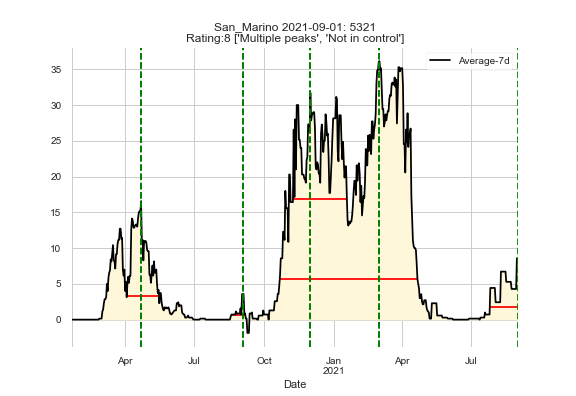 San_Marino 2021-09-01: 5321
Rating:8 ['Multiple peaks', 'Not in control']
Average-7d
35
30
25
20
15
10
5
0
Apr Jul Oct Jan Apr Jul
2021
Date